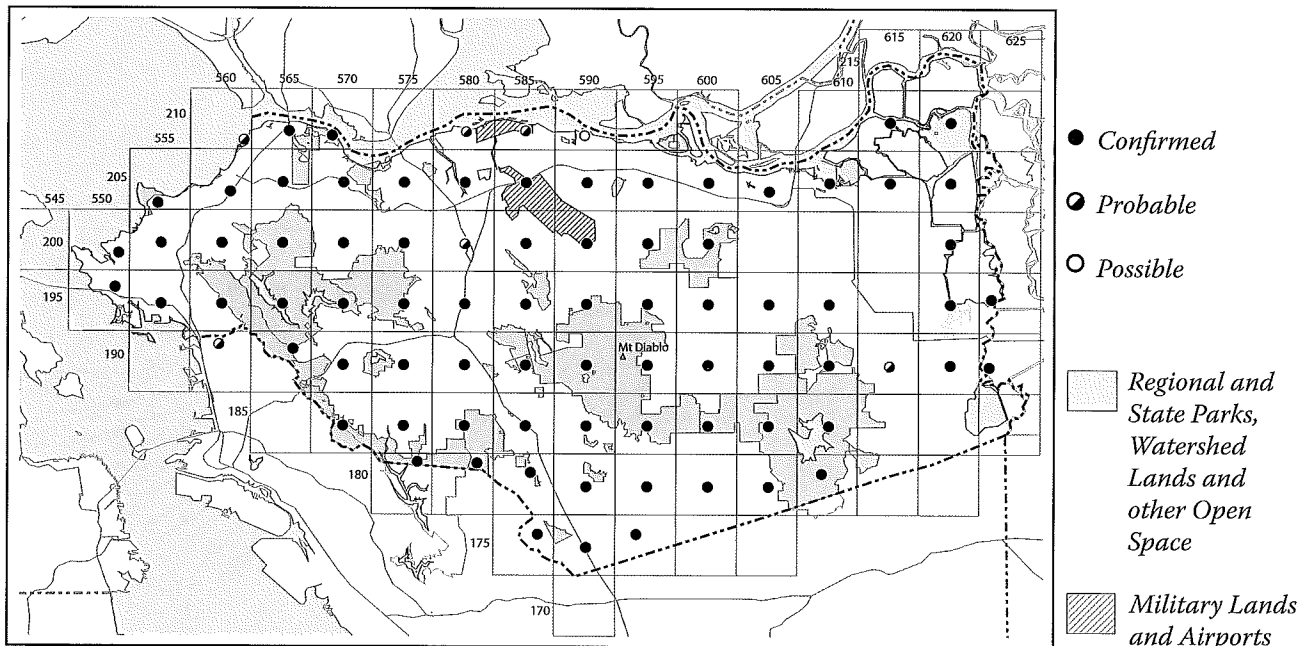 615
620
625
215
610
560
565
570
575
580
585
590
595
600
605
210
555
205
545
550
200
195
190
Mt Diablo
185
180
175
170
Confirmed
Probable
Possible
Regional and
State Parks,
Watershed
Lands and
other Open
Space
Military Lands
and Airports